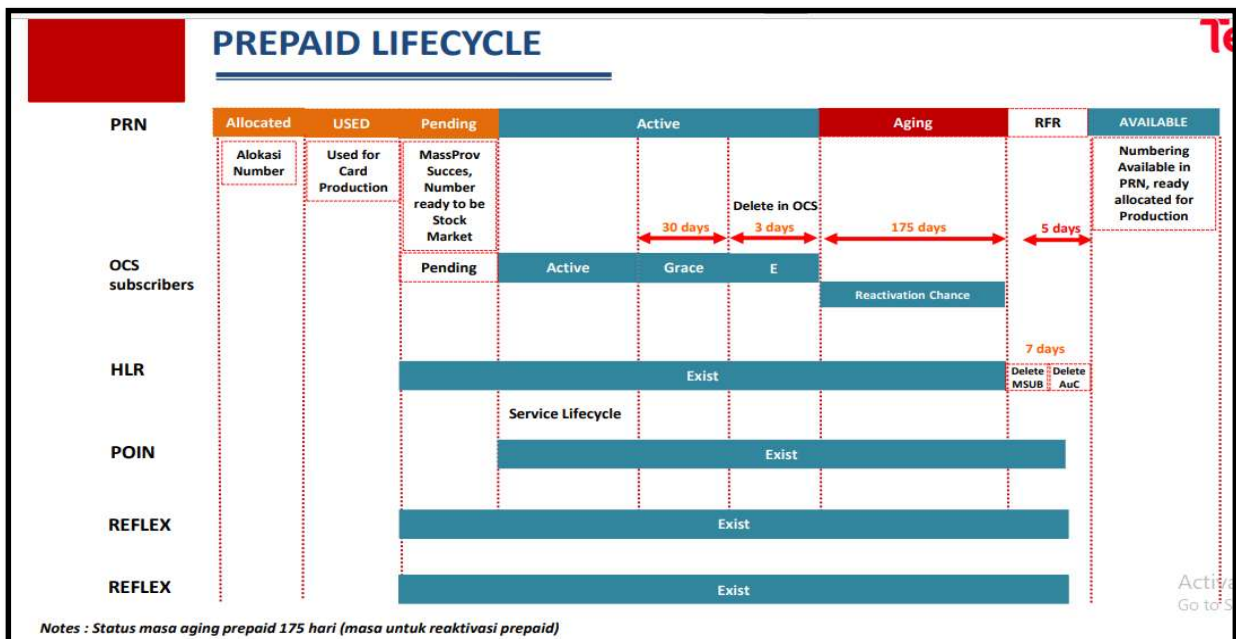 PREPAID LIFECYCLE
Te
PRN
Allocated
USED
Pending
Active
Aging
RFR
AVAILABLE
Alokasi
Number
Used for
Card
Production
MassProv
Succes,
Number
ready to be
Stock
Market
Numbering
Available in
PRN, ready
allocated for
Production
Delete in OCS
30 days
3 days
175 days
5 days
OCS
subscribers
Pending
Active
Grace
E
Reactivation Chance
7 days
HLR
Exist
Delete
MSUB
Delete
AuC
Service Lifecycle
POIN
Exist
REFLEX
Exist
REFLEX
Exist
Activa
Go to S
Notes : Status masa aging prepaid 175 hari (masa untuk reaktivasi prepaid)